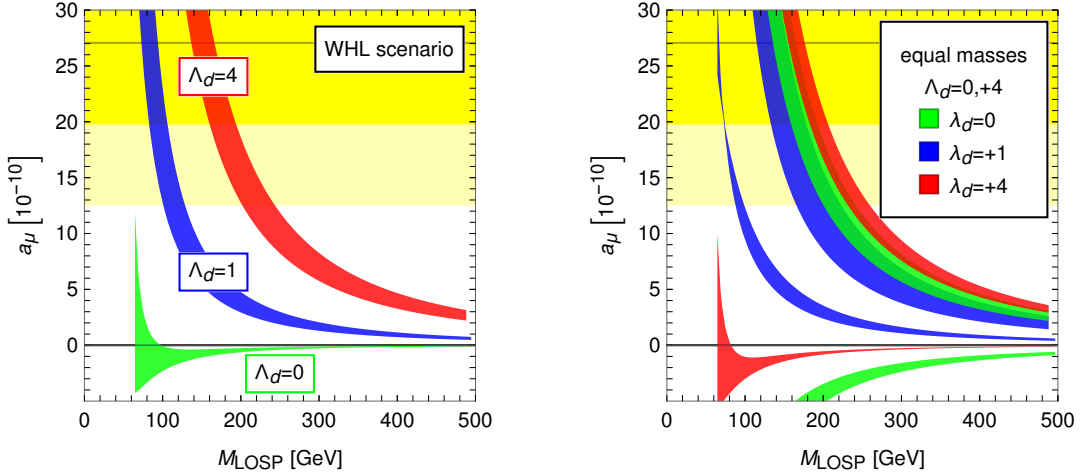 30
25
20
15
10
5
0
0
100
200
300
400
500
aμ [10⁻¹⁰]
M_LOSP [GeV]
WHL scenario
Λd=4
Λd=1
Λd=0
30
25
20
15
10
5
0
0
100
200
300
400
500
aμ [10⁻¹⁰]
M_LOSP [GeV]
equal masses
Λd=0,+4
λd=0
λd=+1
λd=+4